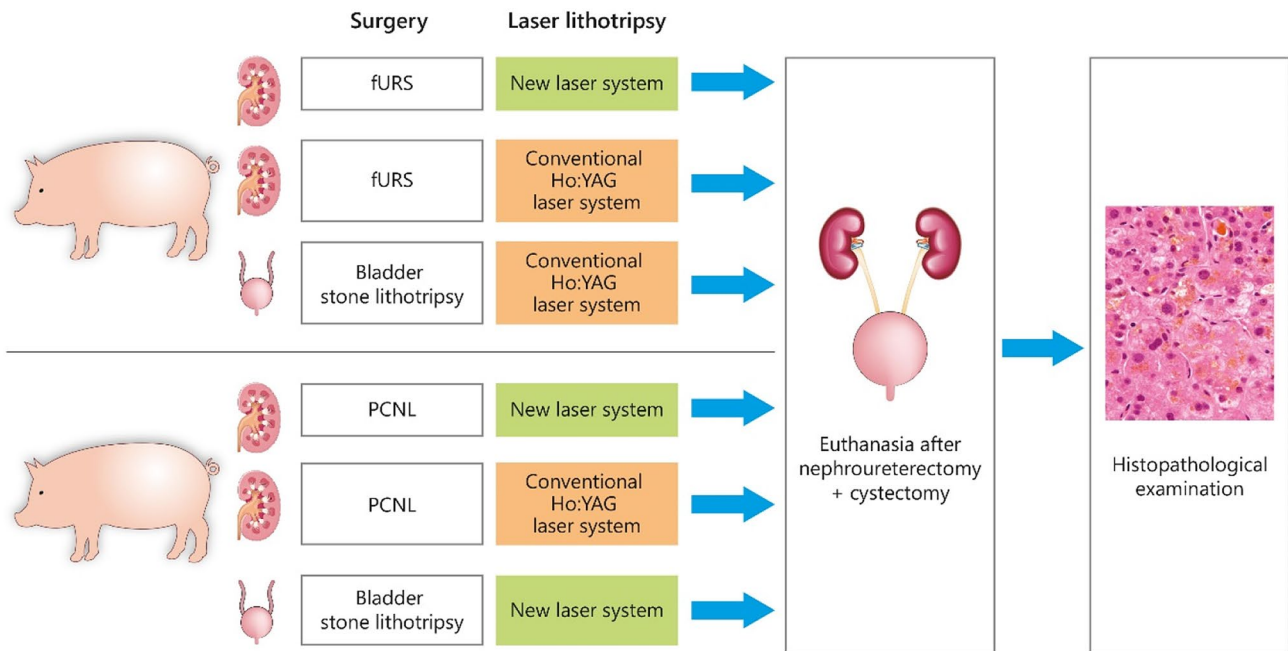 Surgery
Laser lithotripsy
fURS
New laser system
fURS
Conventional
Ho:YAG
laser system
Bladder
stone lithotripsy
Conventional
Ho:YAG
laser system
PCNL
New laser system
PCNL
Conventional
Ho:YAG
laser system
Bladder
stone lithotripsy
New laser system
Euthanasia after
nephroureterectomy
+ cystectomy
Histopathological
examination